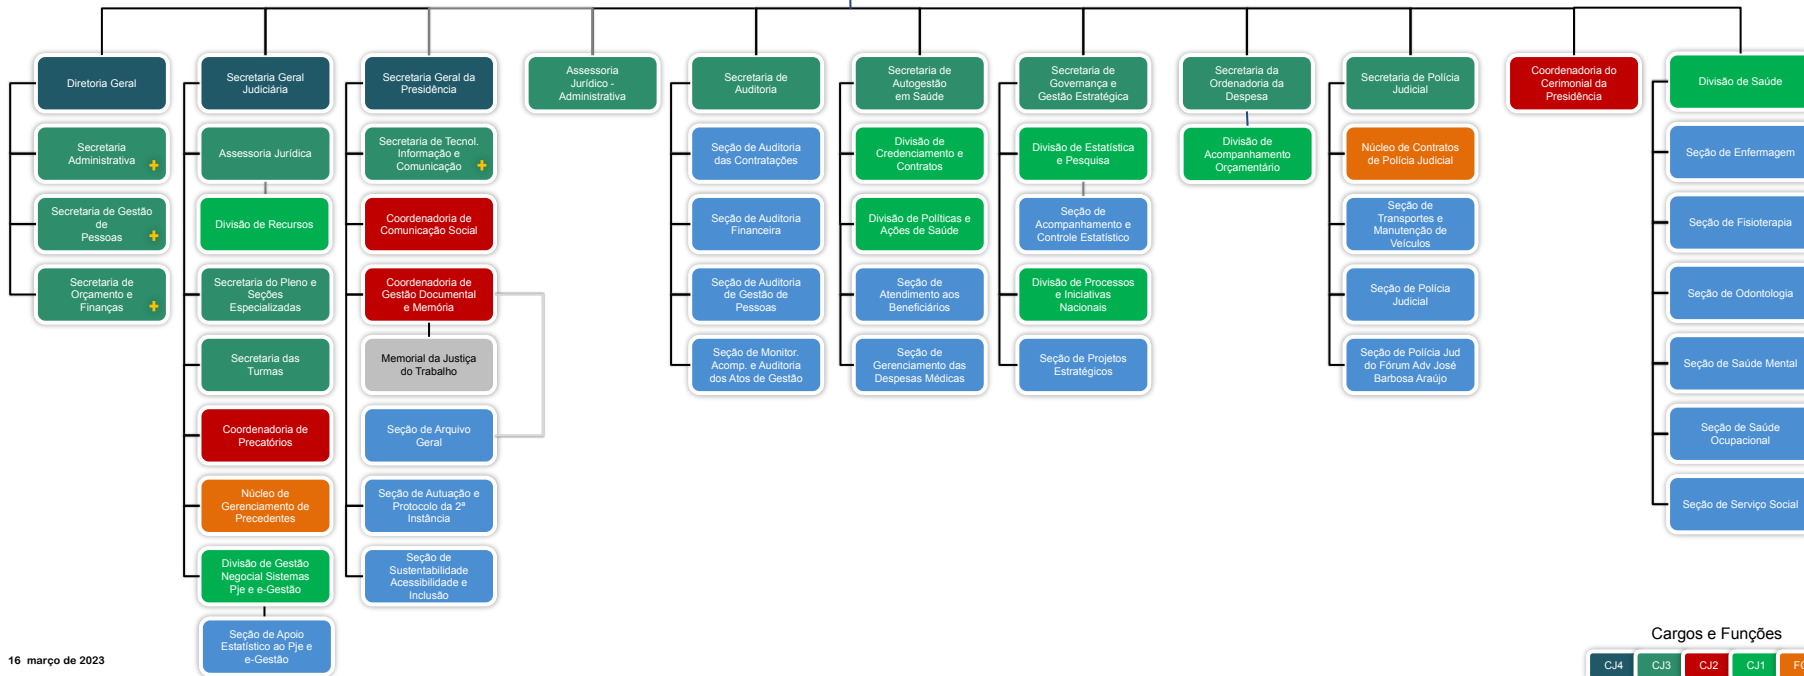 Diretoria Geral
Secretaria
Administrativa
Secretaria de Gestão
de
Pessoas
Secretaria de
Orçamento e
Finanças
Secretaria Geral
Judiciária
Assessoria Jurídica
Divisão de Recursos
Secretaria do Pleno e
Seções
Especializadas
Secretaria das
Turmas
Coordenadoria de
Precatórios
Núcleo de
Gerenciamento de
Precedentes
Divisão de Gestão
Negocial Sistemas
Pje e e-Gestão
Seção de Apoio
Estatístico ao Pje e
e-Gestão
Secretaria Geral da
Presidência
Secretaria de Tecnol.
Informação e
Comunicação
Coordenadoria de
Comunicação Social
Coordenadoria de
Gestão Documental
e Memória
Memorial da Justiça
do Trabalho
Seção de Arquivo
Geral
Seção de Autuação e
Protocolo da 2ª
Instância
Seção de
Sustentabilidade
Acessibilidade e
Inclusão
Assessoria
Jurídico -
Administrativa
Secretaria de
Auditoria
Seção de Auditoria
das Contratações
Seção de Auditoria
Financeira
Seção de Auditoria
de Gestão de
Pessoas
Seção de Monitor.
Acomp. e Auditoria
dos Atos de Gestão
Secretaria de
Autogestão
em Saúde
Divisão de
Credenciamento e
Contratos
Divisão de Políticas e
Ações de Saúde
Seção de
Atendimento aos
Beneficiários
Seção de
Gerenciamento das
Despesas Médicas
Secretaria de
Governança e
Gestão Estratégica
Divisão de Estatística
e Pesquisa
Seção de
Acompanhamento e
Controle Estatístico
Divisão de Processos
e Iniciativas
Nacionais
Seção de Projetos
Estratégicos
Secretaria da
Ordenadoria da
Despesa
Divisão de
Acompanhamento
Orçamentário
Secretaria de Polícia
Judicial
Núcleo de Contratos
de Polícia Judicial
Seção de
Transportes e
Manutenção de
Veículos
Seção de Polícia
Judicial
Seção de Polícia Jud
do Fórum Adv José
Barbosa Araújo
Coordenadoria do
Cerimonial da
Presidência
Divisão de Saúde
Seção de Enfermagem
Seção de Fisioterapia
Seção de Odontologia
Seção de Saúde Mental
Seção de Saúde
Ocupacional
Seção de Serviço Social
16 março de 2023
Cargos e Funções
CJ4 CJ3 CJ2 CJ1